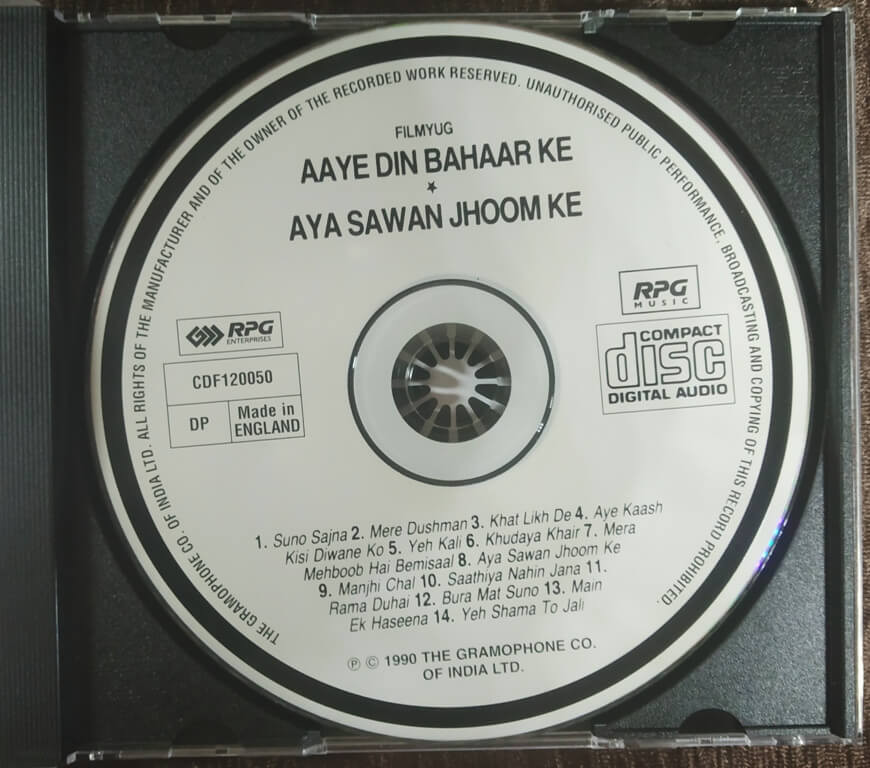 THE GRAMOPHONE CO. OF INDIA LTD. ALL RIGHTS OF THE MANUFACTURER AND OF THE OWNER OF THE RECORDED WORK RESERVED. UNAUTHORISED PUBLIC PERFORMANCE, BROADCASTING AND COPYING OF THIS RECORD PROHIBITED.
FILMYUG
AAYE DIN BAHAAR KE
★
AYA SAWAN JHOOM KE
RPG
ENTERPRISES
CDF120050
DP
Made in
ENGLAND
RPG
MUSIC
COMPACT
disc
DIGITAL AUDIO
1. Suno Sajna 2. Mere Dushman 3. Khat Likh De 4. Aye Kaash
Kisi Diwane Ko 5. Yeh Kali 6. Khudaya Khair 7. Mera
Mehboob Hai Bemisaal 8. Aya Sawan Jhoom Ke
9. Manjhi Chal 10. Saathiya Nahin Jana 11.
Rama Duhai 12. Bura Mat Suno 13. Main
Ek Haseena 14. Yeh Shama To Jali
℗ © 1990 THE GRAMOPHONE CO.
OF INDIA LTD.